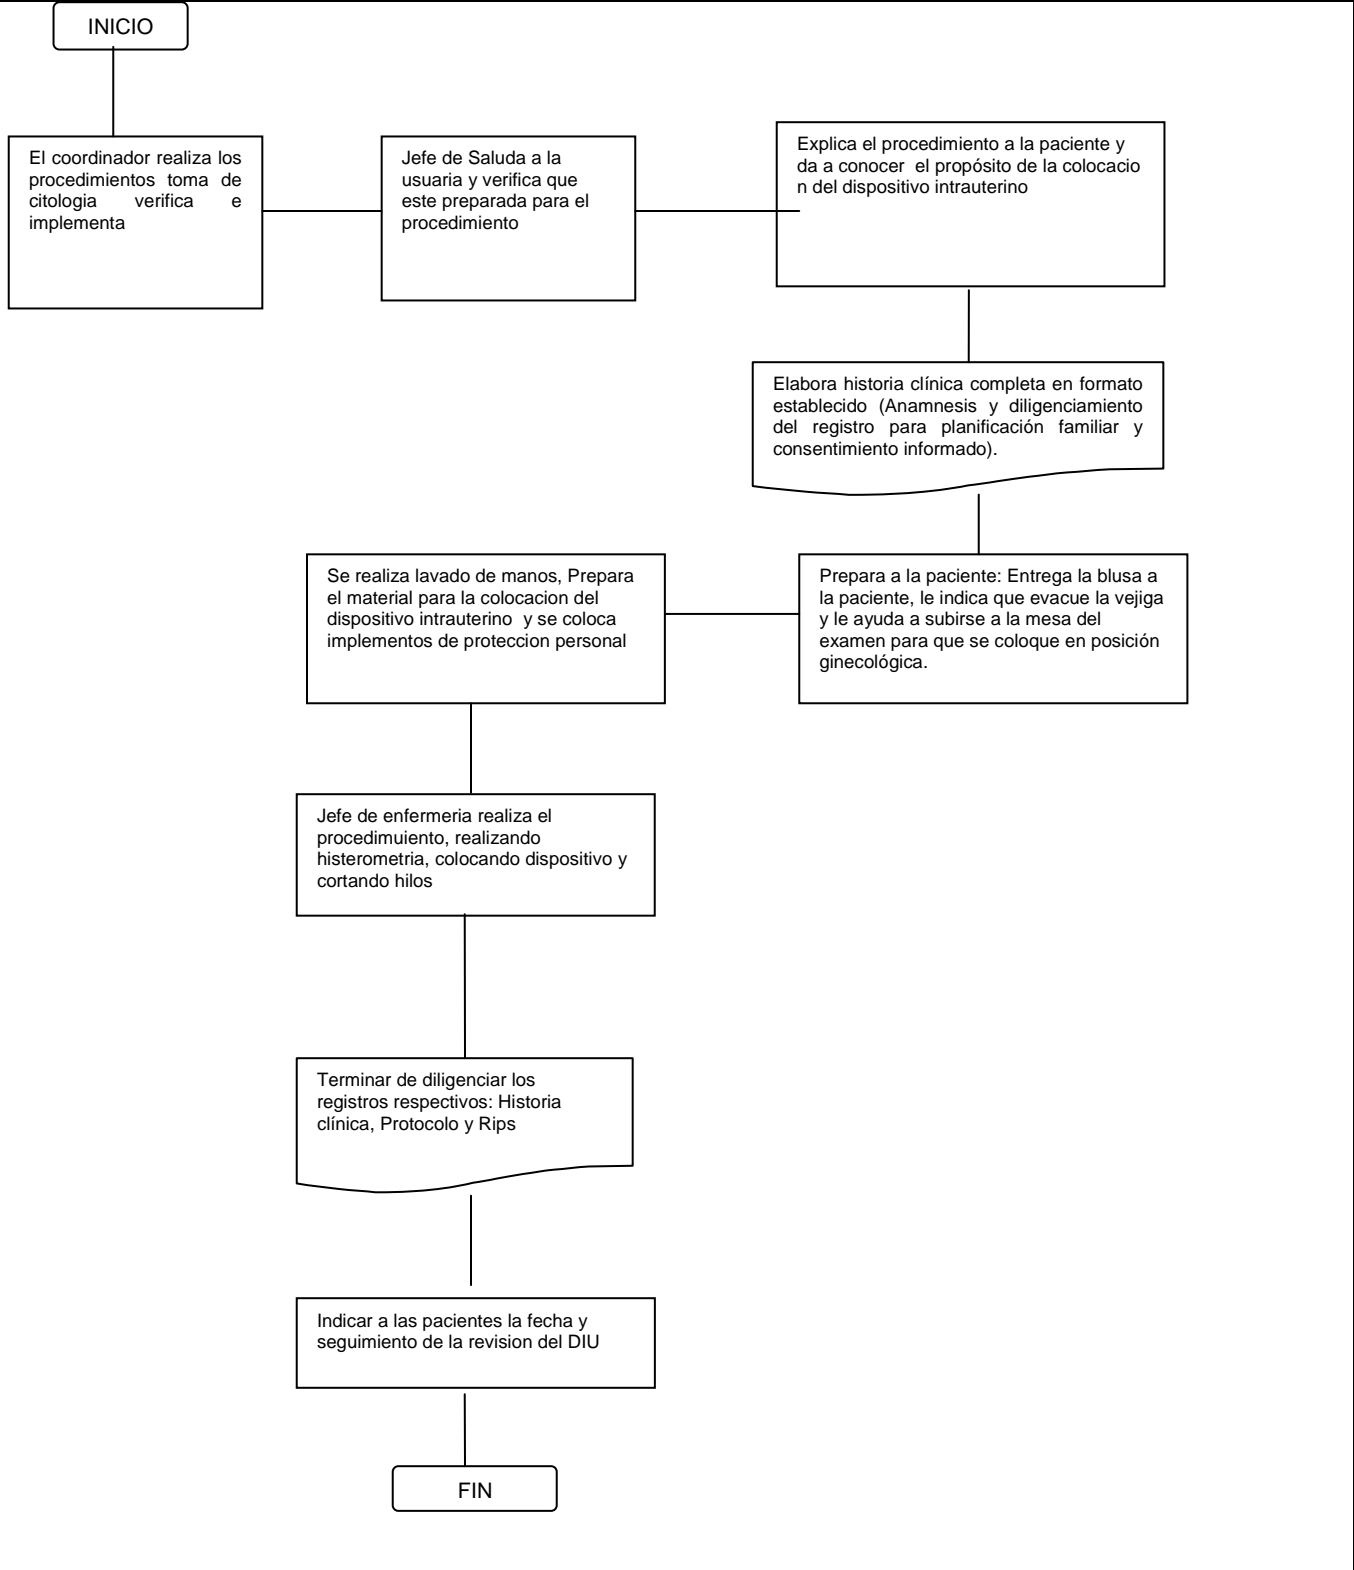 INICIO
El coordinador realiza los
procedimientos toma de
citologia verifica e
implementa
Jefe de Saluda a la
usuaria y verifica que
este preparada para el
procedimiento
Explica el procedimiento a la paciente y
da a conocer el propósito de la colocacio
n del dispositivo intrauterino
Elabora historia clínica completa en formato
establecido (Anamnesis y diligenciamiento
del registro para planificación familiar y
consentimiento informado).
Prepara a la paciente: Entrega la blusa a
la paciente, le indica que evacue la vejiga
y le ayuda a subirse a la mesa del
examen para que se coloque en posición
ginecológica.
Se realiza lavado de manos, Prepara
el material para la colocacion del
dispositivo intrauterino y se coloca
implementos de proteccion personal
Jefe de enfermeria realiza el
procedimuiento, realizando
histerometria, colocando dispositivo y
cortando hilos
Terminar de diligenciar los
registros respectivos: Historia
clínica, Protocolo y Rips
Indicar a las pacientes la fecha y
seguimiento de la revision del DIU
FIN